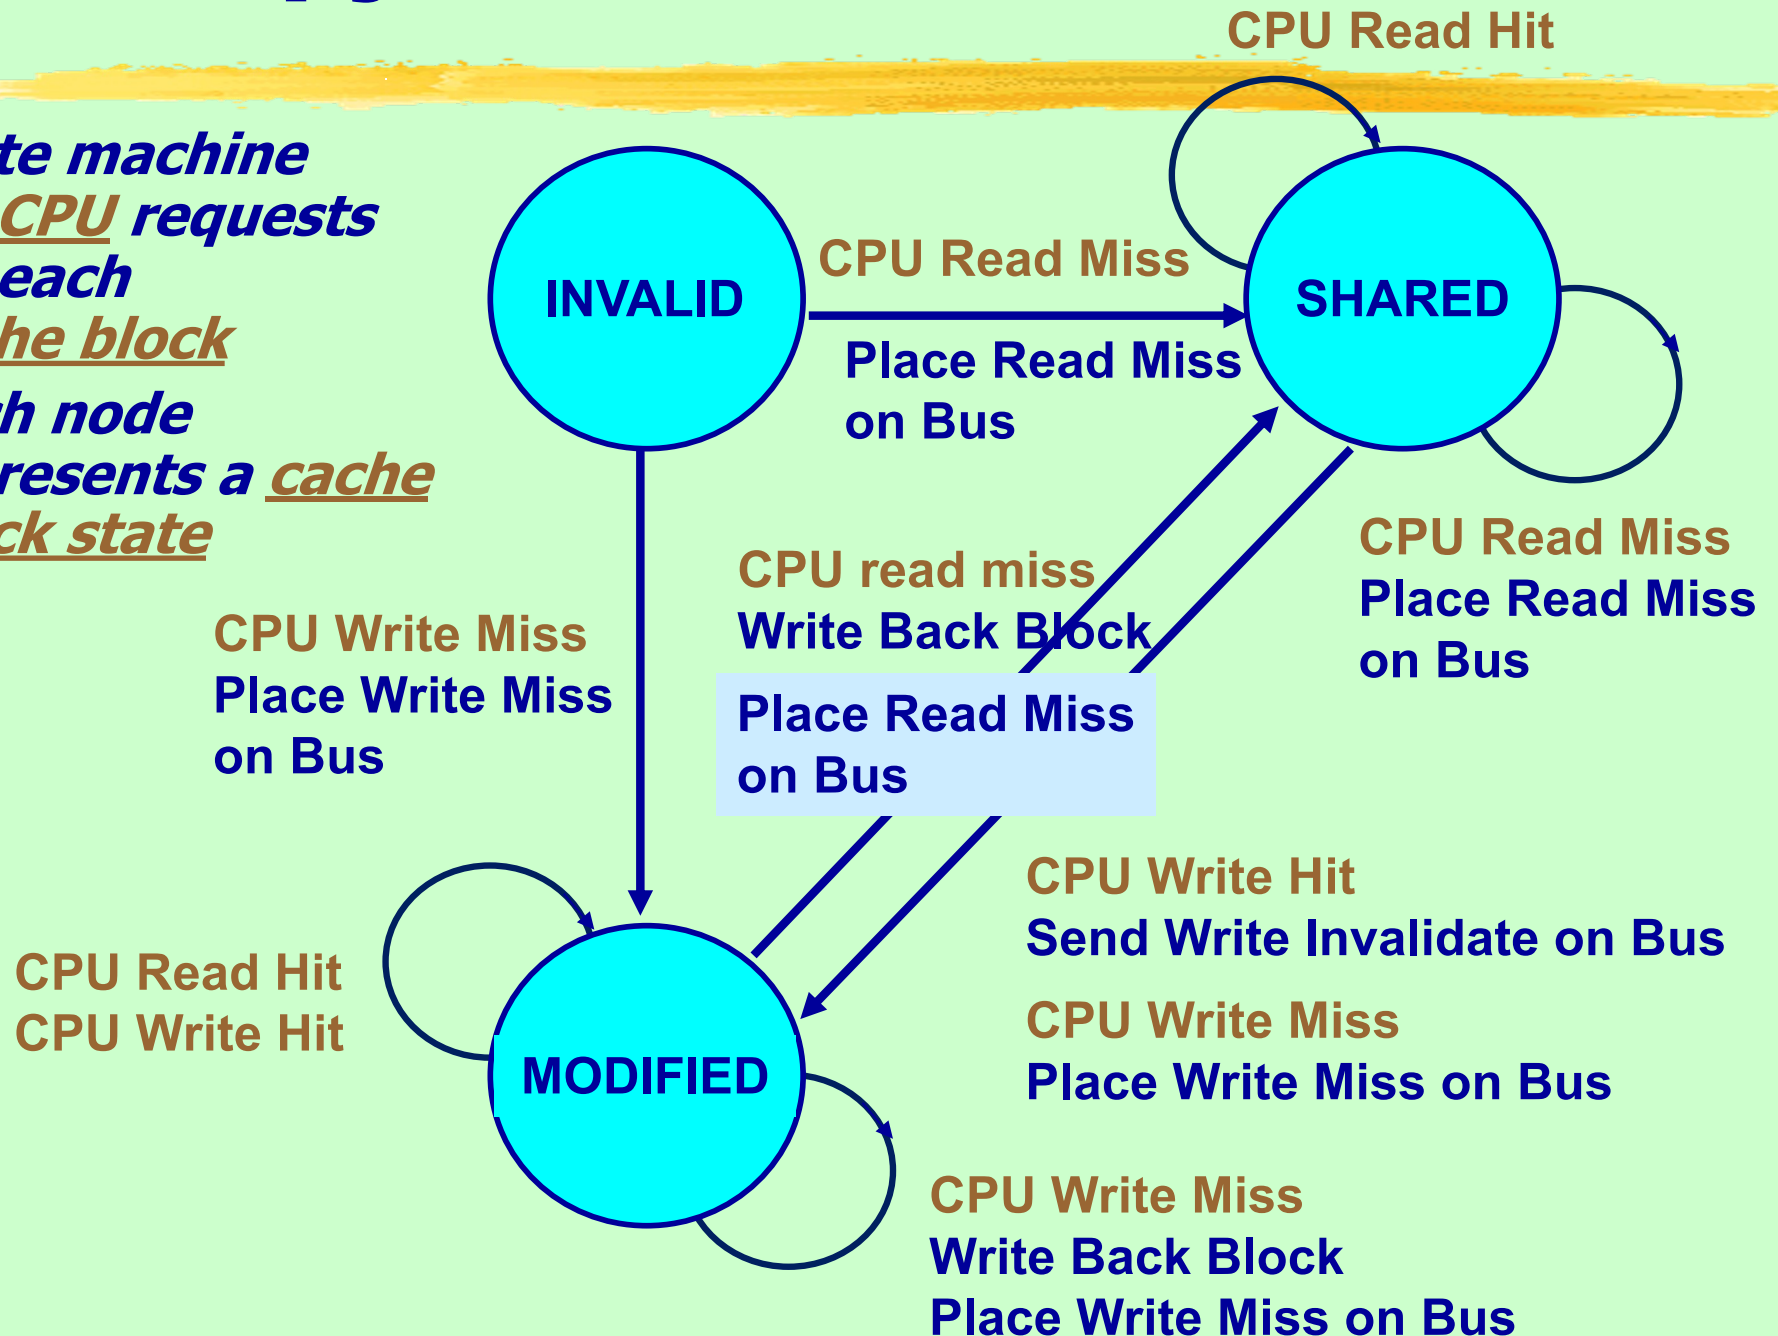 CPU Read Hit
te machine
CPU requests
each
he block
ch node
resents a cache
ck state
INVALID
CPU Read Miss
Place Read Miss
on Bus
SHARED
CPU Read Miss
Place Read Miss
on Bus
CPU read miss
Write Back Block
Place Read Miss
on Bus
CPU Write Miss
Place Write Miss
on Bus
CPU Write Hit
Send Write Invalidate on Bus
CPU Write Miss
Place Write Miss on Bus
CPU Read Hit
CPU Write Hit
MODIFIED
CPU Write Miss
Write Back Block
Place Write Miss on Bus